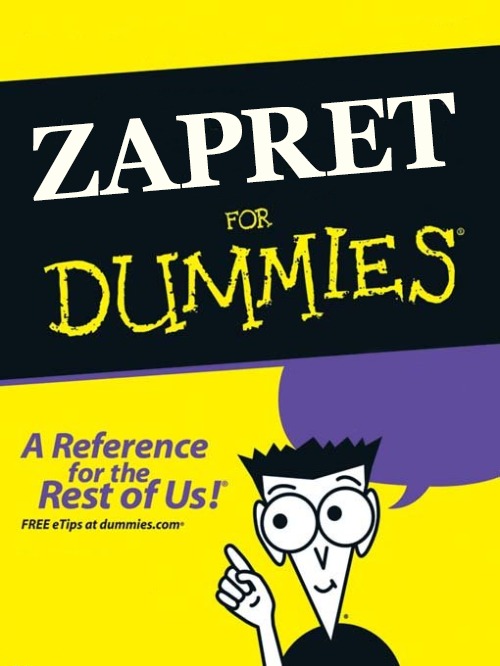 ZAPRET
FOR
DUMMIES®
A Reference
for the
Rest of Us!®
FREE eTips at dummies.com®